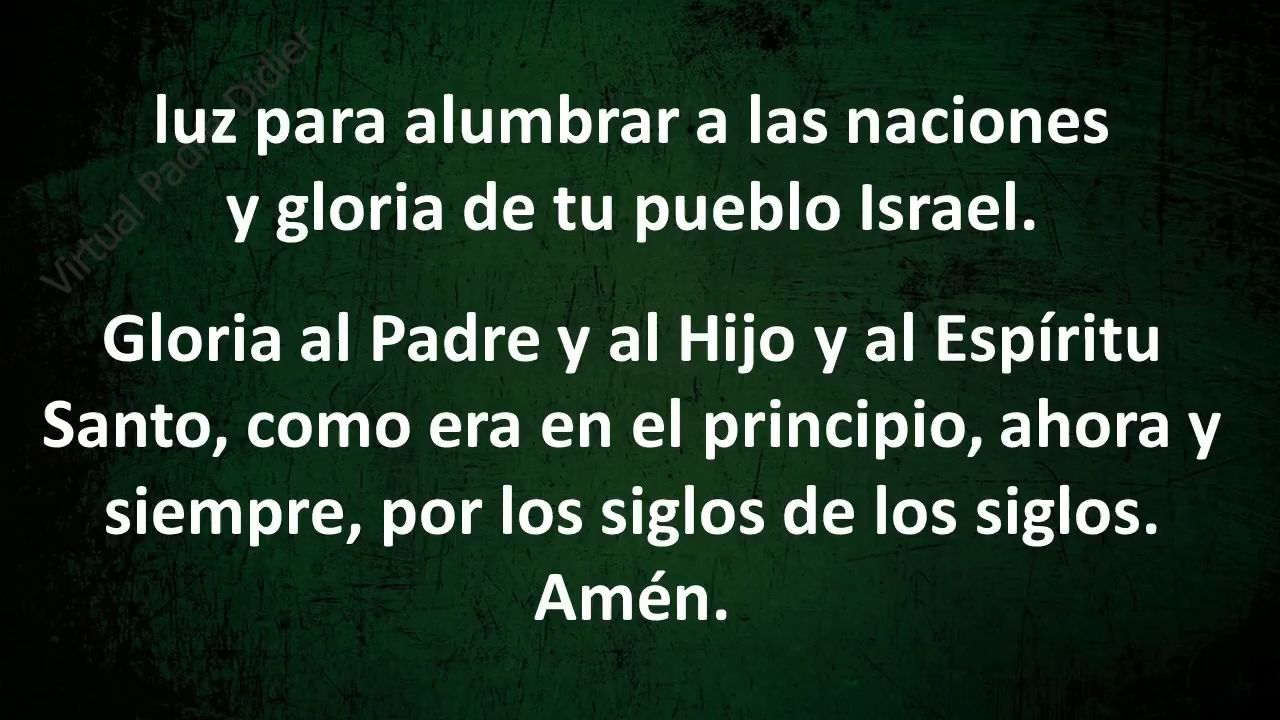 luz para alumbrar a las naciones
y gloria de tu pueblo Israel.
Gloria al Padre y al Hijo y al Espíritu
Santo, como era en el principio, ahora y
siempre, por los siglos de los siglos.
Amén.
Virtual Padre Didier